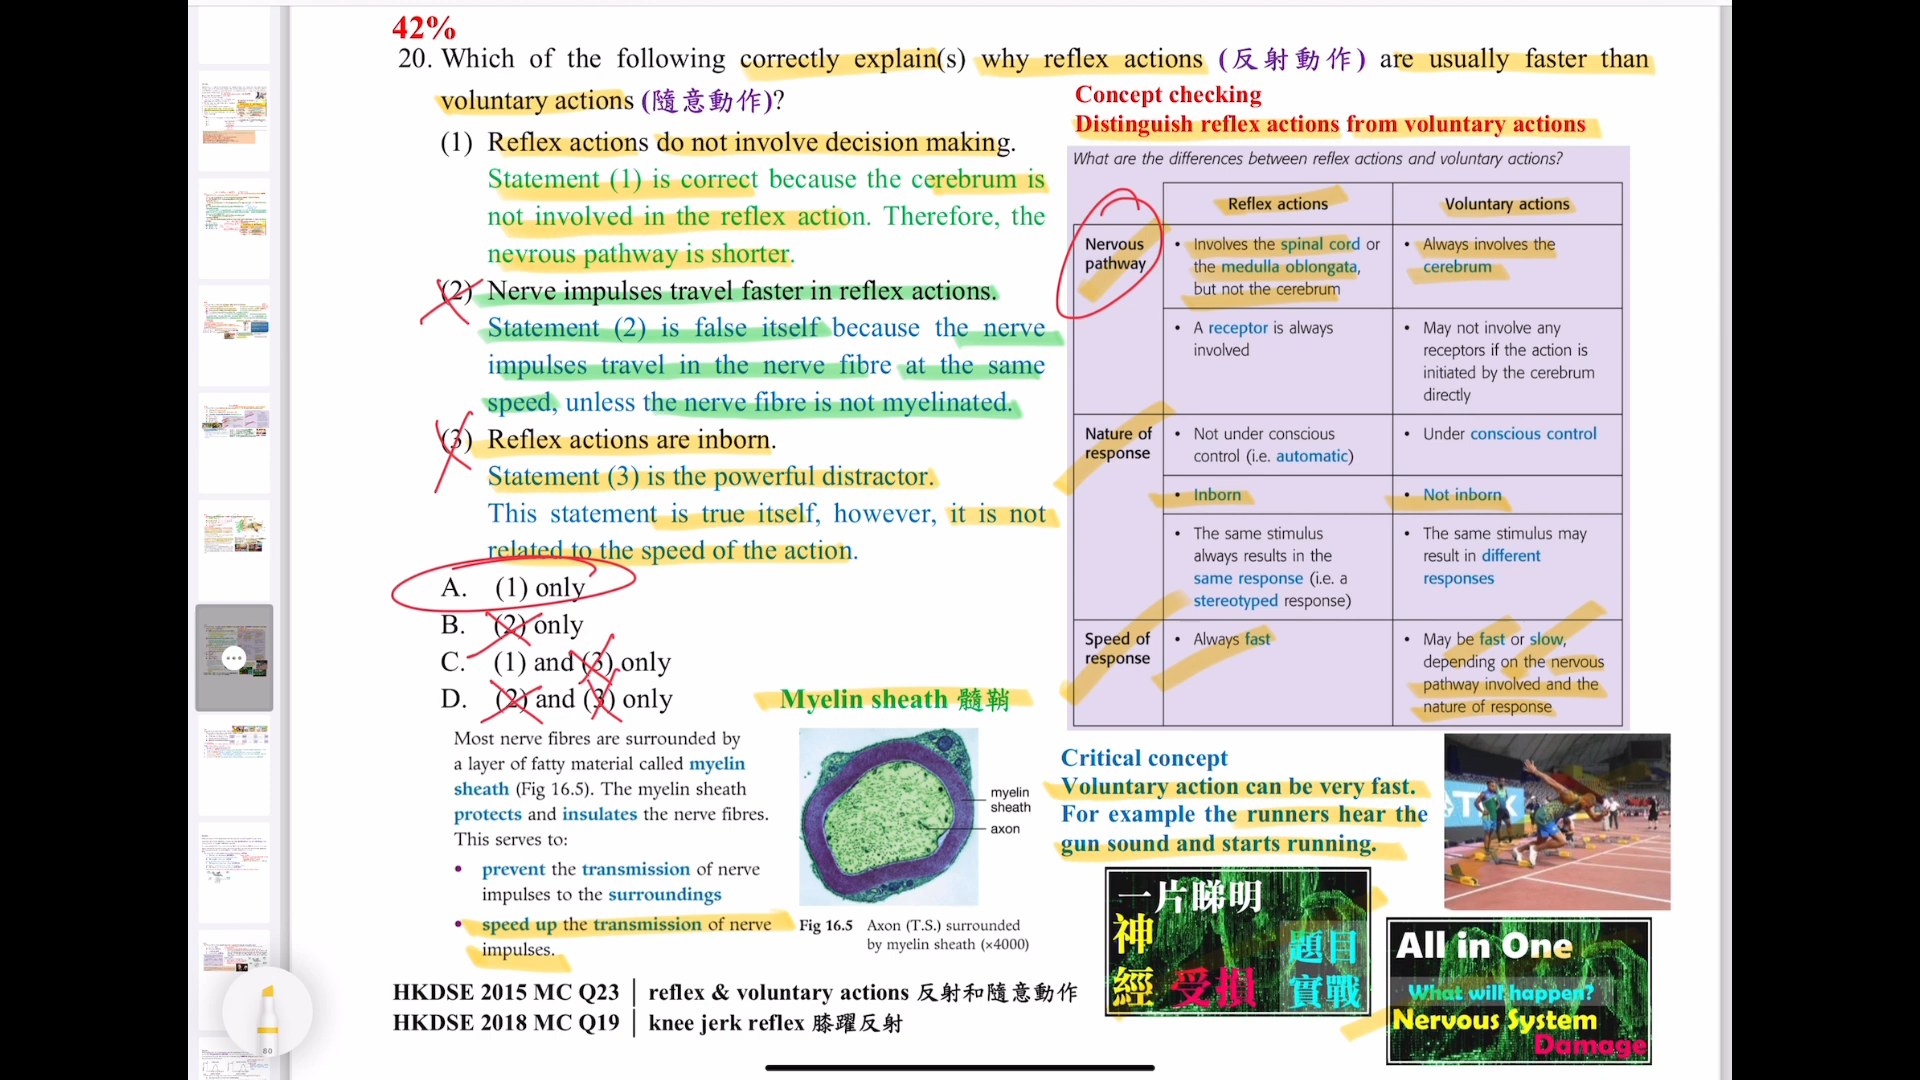 42%
20. Which of the following correctly explain(s) why reflex actions (反射動作) are usually faster than
voluntary actions (隨意動作)?
(1) Reflex actions do not involve decision making.
Statement (1) is correct because the cerebrum is
not involved in the reflex action. Therefore, the
nevrous pathway is shorter.
(2) Nerve impulses travel faster in reflex actions.
Statement (2) is false itself because the nerve
impulses travel in the nerve fibre at the same
speed, unless the nerve fibre is not myelinated.
(3) Reflex actions are inborn.
Statement (3) is the powerful distractor.
This statement is true itself, however, it is not
related to the speed of the action.
A. (1) only
B. (2) only
C. (1) and (3) only
D. (2) and (3) only
Concept checking
Distinguish reflex actions from voluntary actions
What are the differences between reflex actions and voluntary actions?
Reflex actions
Voluntary actions
Nervous
pathway
• Involves the spinal cord or
the medulla oblongata,
but not the cerebrum
• Always involves the
cerebrum
• A receptor is always
involved
• May not involve any
receptors if the action is
initiated by the cerebrum
directly
Nature of
response
• Not under conscious
control (i.e. automatic)
• Under conscious control
• Inborn
• Not inborn
• The same stimulus
always results in the
same response (i.e. a
stereotyped response)
• The same stimulus may
result in different
responses
Speed of
response
• Always fast
• May be fast or slow,
depending on the nervous
pathway involved and the
nature of response
Myelin sheath 髓鞘
Most nerve fibres are surrounded by
a layer of fatty material called myelin
sheath (Fig 16.5). The myelin sheath
protects and insulates the nerve fibres.
This serves to:
• prevent the transmission of nerve
impulses to the surroundings
• speed up the transmission of nerve
impulses.
myelin
sheath
axon
Fig 16.5 Axon (T.S.) surrounded
by myelin sheath (×4000)
Critical concept
Voluntary action can be very fast.
For example the runners hear the
gun sound and starts running.
一片睇明
神經
受損
題目
實戰
All in One
What will happen?
Nervous System
Damage
HKDSE 2015 MC Q23 | reflex & voluntary actions 反射和隨意動作
HKDSE 2018 MC Q19 | knee jerk reflex 膝躍反射
80